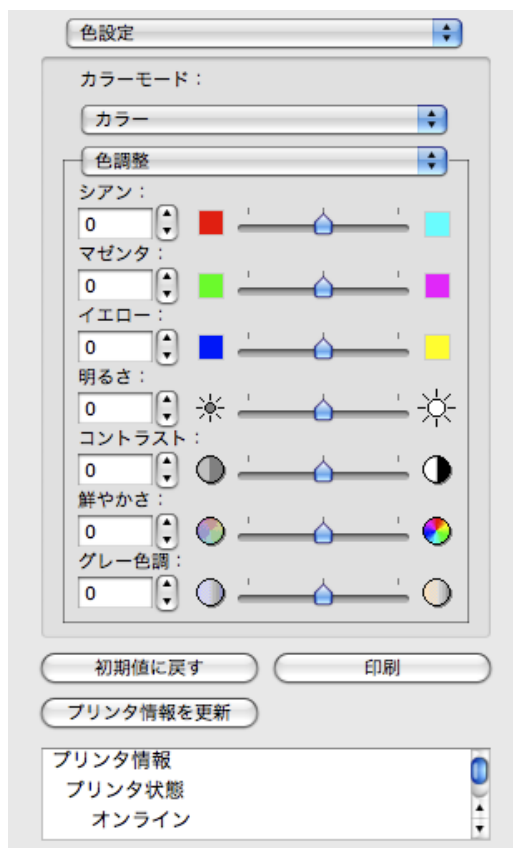 色設定
カラーモード：
カラー
色調整
シアン：
0
マゼンタ：
0
イエロー：
0
明るさ：
0
コントラスト：
0
鮮やかさ：
0
グレー色調：
0
初期値に戻す 印刷
プリンタ情報を更新
プリンタ情報
プリンタ状態
オンライン